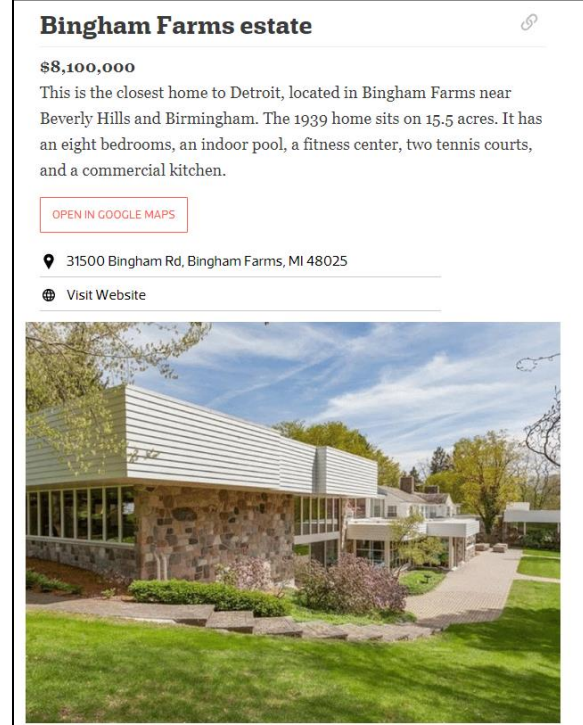 Bingham Farms estate
$8,100,000
This is the closest home to Detroit, located in Bingham Farms near
Beverly Hills and Birmingham. The 1939 home sits on 15.5 acres. It has
an eight bedrooms, an indoor pool, a fitness center, two tennis courts,
and a commercial kitchen.
OPEN IN GOOGLE MAPS
31500 Bingham Rd, Bingham Farms, MI 48025
Visit Website